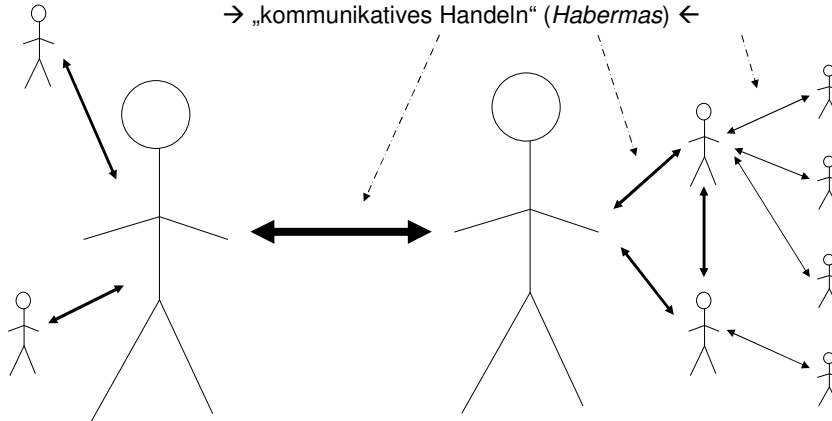 → „kommunikatives Handeln“ (Habermas) ←